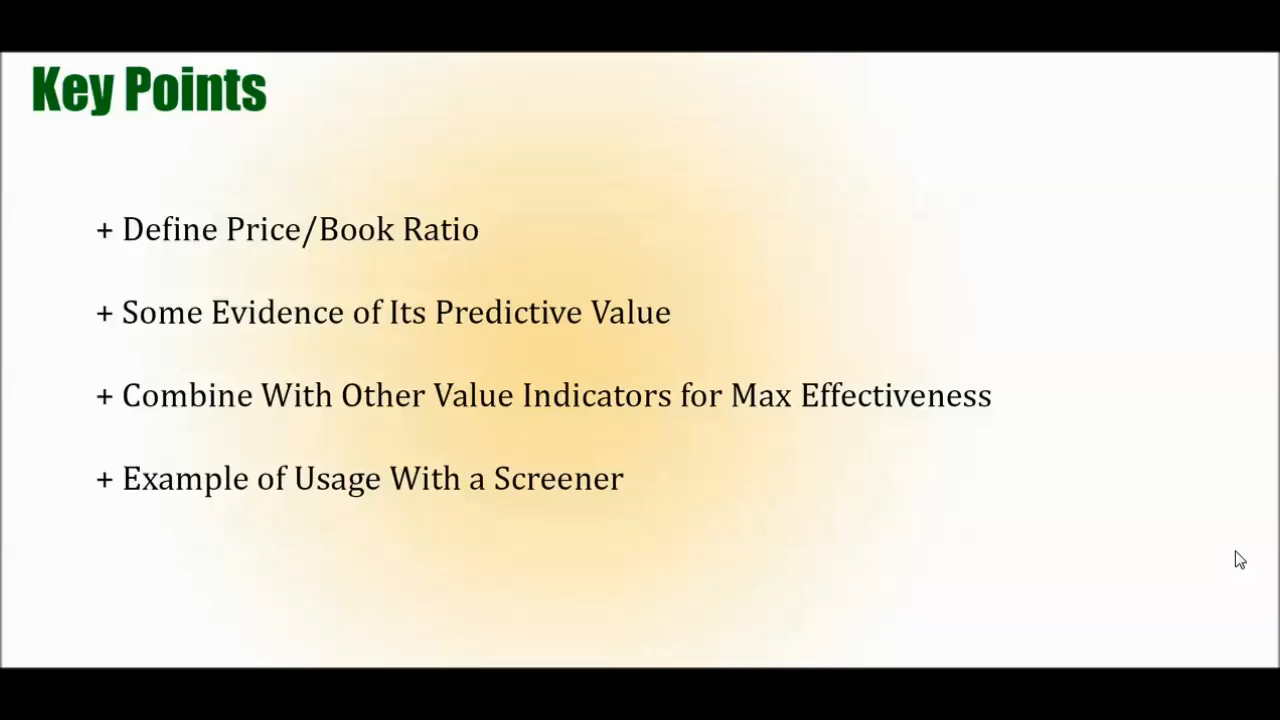 Key Points
+ Define Price/Book Ratio
+ Some Evidence of Its Predictive Value
+ Combine With Other Value Indicators for Max Effectiveness
+ Example of Usage With a Screener